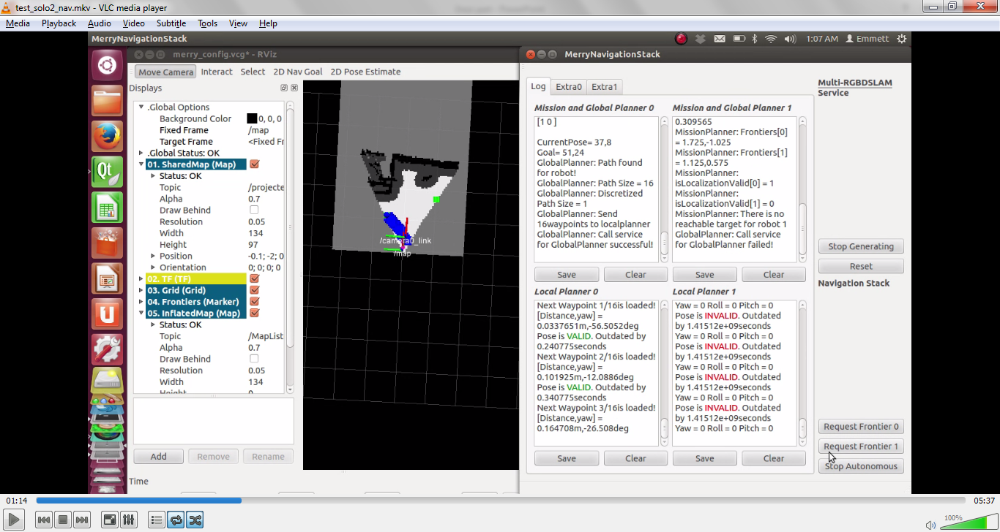 test_solo2_nav.mkv - VLC media player
Media Playback Audio Video Subtitle Tools View Help
MerryNavigationStack
1:07 AM Emmett
merry_config.vcg* - RViz
Move Camera Interact Select 2D Nav Goal 2D Pose Estimate
Displays
.Global Options
Background Color 0, 0, 0
Fixed Frame /map
Target Frame <Fixed Fr
.Global Status: OK
01. SharedMap (Map)
Status: OK
Topic /projecte
Alpha 0.7
Draw Behind
Resolution 0.05
Width 134
Height 97
Position -0.1; -2; 0
Orientation 0; 0; 0; 0
02. TF (TF)
03. Grid (Grid)
04. Frontiers (Marker)
05. InflatedMap (Map)
Status: OK
Topic /MapList
Alpha 0.7
Draw Behind
Resolution 0.05
Width 134
Height 0
Add Remove Rename
Time
/camera0_link
/map
MerryNavigationStack
Log Extra0 Extra1
Mission and Global Planner 0
[1 0 ]
CurrentPose= 37,8
Goal= 51,24
GlobalPlanner: Path found
for robot!
GlobalPlanner: Path Size = 16
GlobalPlanner: Discretized
Path Size = 1
GlobalPlanner: Send
16waypoints to localplanner
GlobalPlanner: Call service
for GlobalPlanner successful!
Save Clear
Mission and Global Planner 1
0.309565
MissionPlanner: Frontiers[0]
= 1.725,-1.025
MissionPlanner: Frontiers[1]
= 1.125,0.575
MissionPlanner:
isLocalizationValid[0] = 1
MissionPlanner:
isLocalizationValid[1] = 0
MissionPlanner: There is no
reachable target for robot 1
GlobalPlanner: Call service
for GlobalPlanner failed!
Save Clear
Local Planner 0
Next Waypoint 1/16is loaded!
[Distance,yaw] =
0.0337651m,-56.5052deg
Pose is VALID. Outdated by
0.240775seconds
Next Waypoint 2/16is loaded!
[Distance,yaw] =
0.101925m,-12.0886deg
Pose is VALID. Outdated by
0.340775seconds
Next Waypoint 3/16is loaded!
[Distance,yaw] =
0.164708m,-26.508deg
Save Clear
Local Planner 1
Yaw = 0 Roll = 0 Pitch = 0
Pose is INVALID. Outdated
by 1.41512e+09seconds
Yaw = 0 Roll = 0 Pitch = 0
Pose is INVALID. Outdated
by 1.41512e+09seconds
Yaw = 0 Roll = 0 Pitch = 0
Pose is INVALID. Outdated
by 1.41512e+09seconds
Yaw = 0 Roll = 0 Pitch = 0
Pose is INVALID. Outdated
by 1.41512e+09seconds
Yaw = 0 Roll = 0 Pitch = 0
Save Clear
Multi-RGBDSLAM
Service
Stop Generating
Reset
Navigation Stack
Request Frontier 0
Request Frontier 1
Stop Autonomous
01:14 05:37
100%